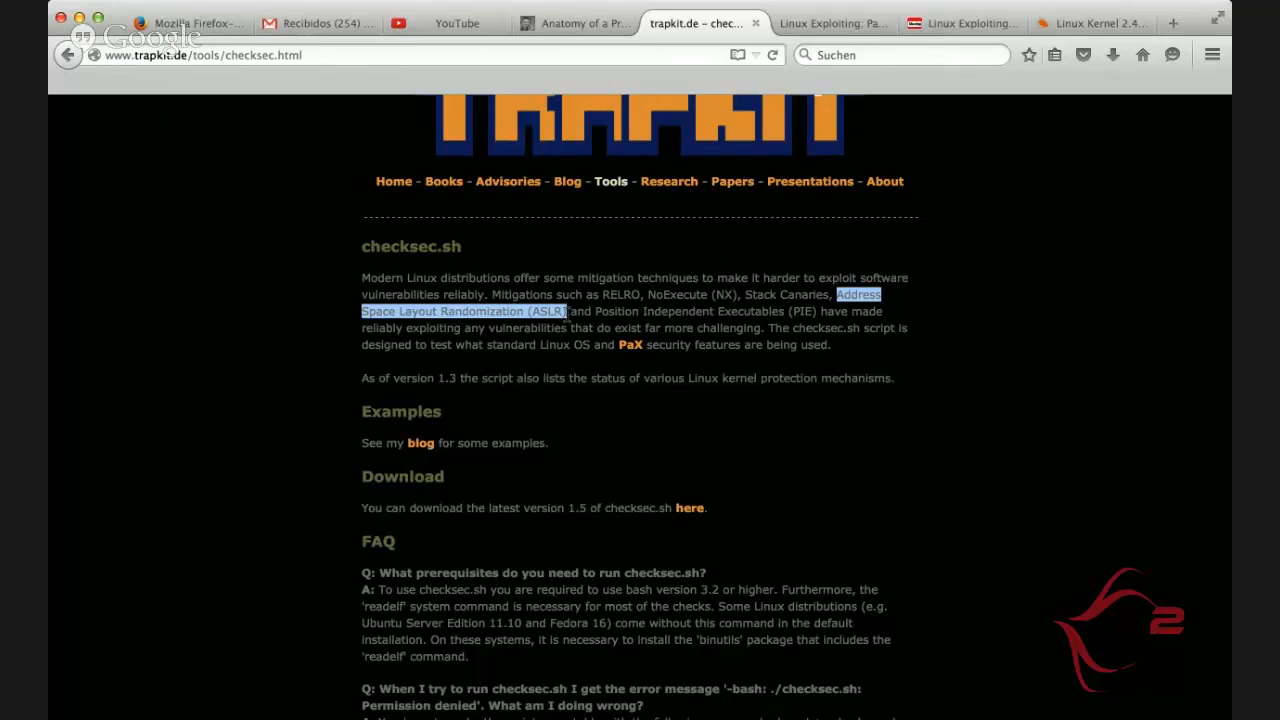 Mozilla Firefox-...
Recibidos (254) ...
YouTube
Anatomy of a Pr...
trapkit.de – chec...
Linux Exploiting: Pa...
Linux Exploiting...
Linux Kernel 2.4...
Google
www.trapkit.de/tools/checksec.html
Suchen
TRAPKIT
Home - Books - Advisories - Blog - Tools - Research - Papers - Presentations - About
checksec.sh
Modern Linux distributions offer some mitigation techniques to make it harder to exploit software
vulnerabilities reliably. Mitigations such as RELRO, NoExecute (NX), Stack Canaries, Address
Space Layout Randomization (ASLR) and Position Independent Executables (PIE) have made
reliably exploiting any vulnerabilities that do exist far more challenging. The checksec.sh script is
designed to test what standard Linux OS and PaX security features are being used.
As of version 1.3 the script also lists the status of various Linux kernel protection mechanisms.
Examples
See my blog for some examples.
Download
You can download the latest version 1.5 of checksec.sh here.
FAQ
Q: What prerequisites do you need to run checksec.sh?
A: To use checksec.sh you are required to use bash version 3.2 or higher. Furthermore, the
'readelf' system command is necessary for most of the checks. Some Linux distributions (e.g.
Ubuntu Server Edition 11.10 and Fedora 16) come without this command in the default
installation. On these systems, it is necessary to install the 'binutils' package that includes the
'readelf' command.
Q: When I try to run checksec.sh I get the error message '-bash: ./checksec.sh:
Permission denied'. What am I doing wrong?
2